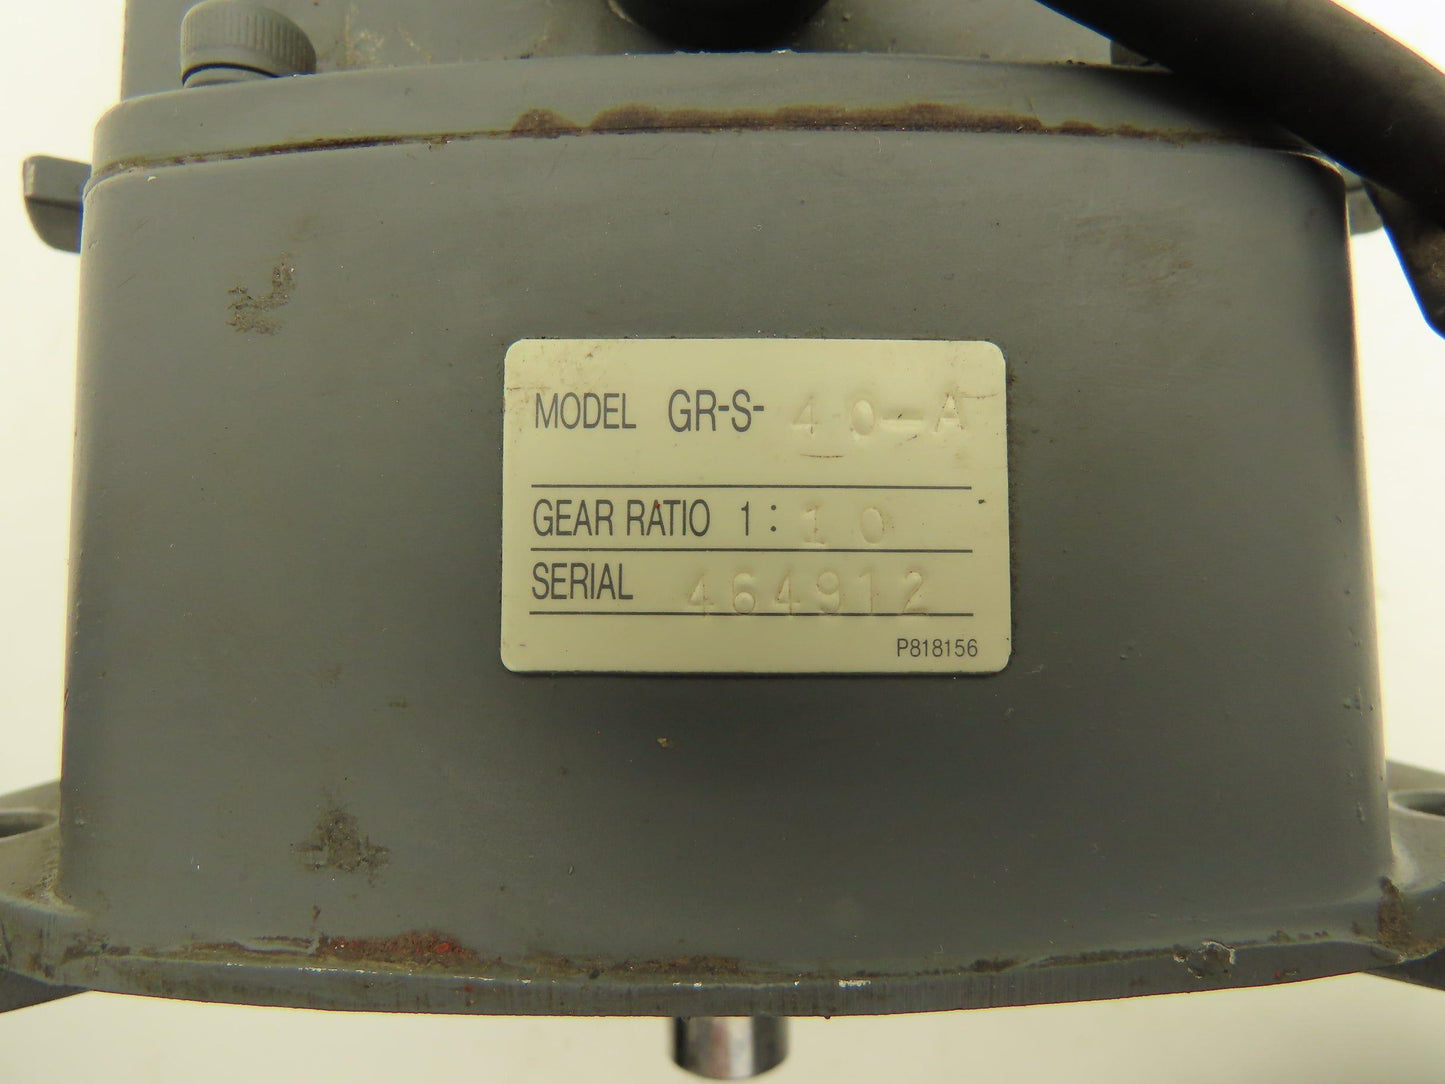 MODEL GR-S-40-A
GEAR RATIO 1:10
SERIAL 464912
P818156